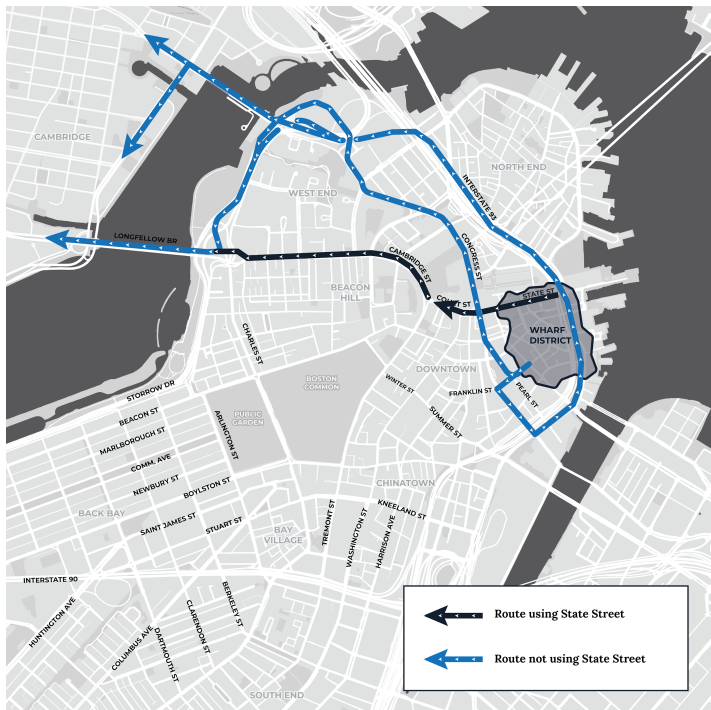 CAMBRIDGE
NORTH END
WEST END
INTERSTATE 93
LONGFELLOW BR
CONGRESS ST
CAMBRIDGE ST
BEACON
HILL
STATE ST
COURT ST
WHARF
DISTRICT
CHARLES ST
DOWNTOWN
BOSTON
COMMON
WINTER ST
STORROW DR
FRANKLIN ST
PEARL ST
BEACON ST
PUBLIC
GARDEN
ARLINGTON ST
SUMMER ST
MARLBOROUGH ST
COMM. AVE
NEWBURY ST
BOYLSTON ST
CHINATOWN
BACK BAY
SAINT JAMES ST
STUART ST
BAY
VILLAGE
TREMONT ST
WASHINGTON ST
HARRISON AVE
KNEELAND ST
INTERSTATE 90
HUNTINGTON AVE
COLUMBUS AVE
DARTMOUTH ST
CLARENDON ST
BERKELEY ST
SOUTH END
Route using State Street
Route not using State Street